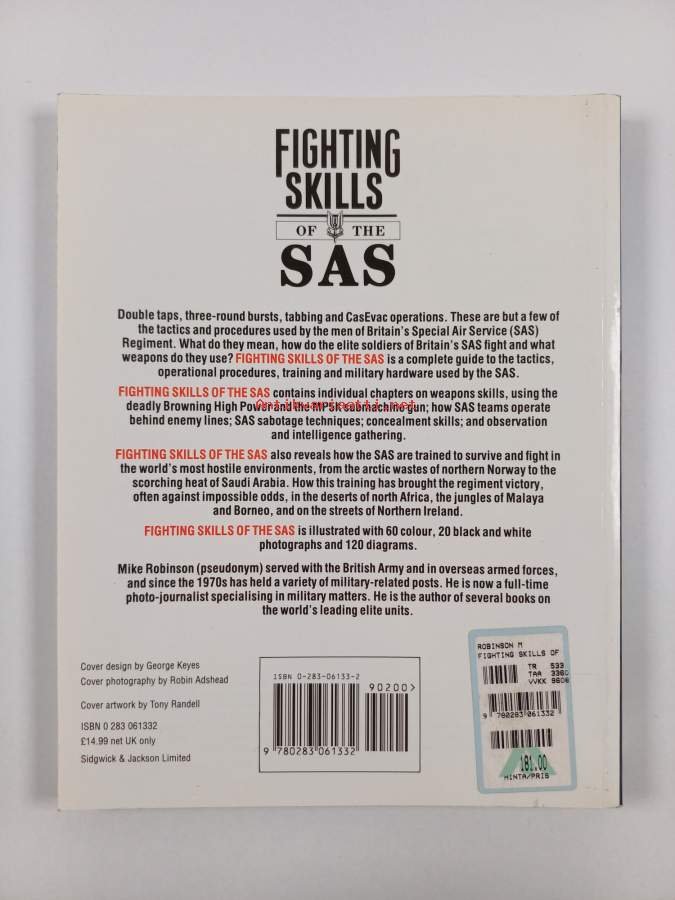 FIGHTING
SKILLS
OF THE
SAS
Double taps, three-round bursts, tabbing and CasEvac operations. These are but a few of
the tactics and procedures used by the men of Britain's Special Air Service (SAS)
Regiment. What do they mean, how do the elite soldiers of Britain's SAS fight and what
weapons do they use? FIGHTING SKILLS OF THE SAS is a complete guide to the tactics,
operational procedures, training and military hardware used by the SAS.
FIGHTING SKILLS OF THE SAS contains individual chapters on weapons skills, using the
deadly Browning High Power and the MP5K submachine gun; how SAS teams operate
Antikvariaatti.net
behind enemy lines; SAS sabotage techniques; concealment skills; and observation
and intelligence gathering.
FIGHTING SKILLS OF THE SAS also reveals how the SAS are trained to survive and fight in
the world's most hostile environments, from the arctic wastes of northern Norway to the
scorching heat of Saudi Arabia. How this training has brought the regiment victory,
often against impossible odds, in the deserts of north Africa, the jungles of Malaya
and Borneo, and on the streets of Northern Ireland.
FIGHTING SKILLS OF THE SAS is illustrated with 60 colour, 20 black and white
photographs and 120 diagrams.
Mike Robinson (pseudonym) served with the British Army and in overseas armed forces,
and since the 1970s has held a variety of military-related posts. He is now a full-time
photo-journalist specialising in military matters. He is the author of several books on
the world's leading elite units.
Cover design by George Keyes
Cover photography by Robin Adshead
Cover artwork by Tony Randell
ISBN 0 283 061332
£14.99 net UK only
Sidgwick & Jackson Limited
ISBN 0-283-06133-2
90200>
9 780283 061332
ROBINSON M
FIGHTING SKILLS OF
TR 533
TAA 3360
VVKK 9606
9 780283 061332
181.00
HINTA/PRIS